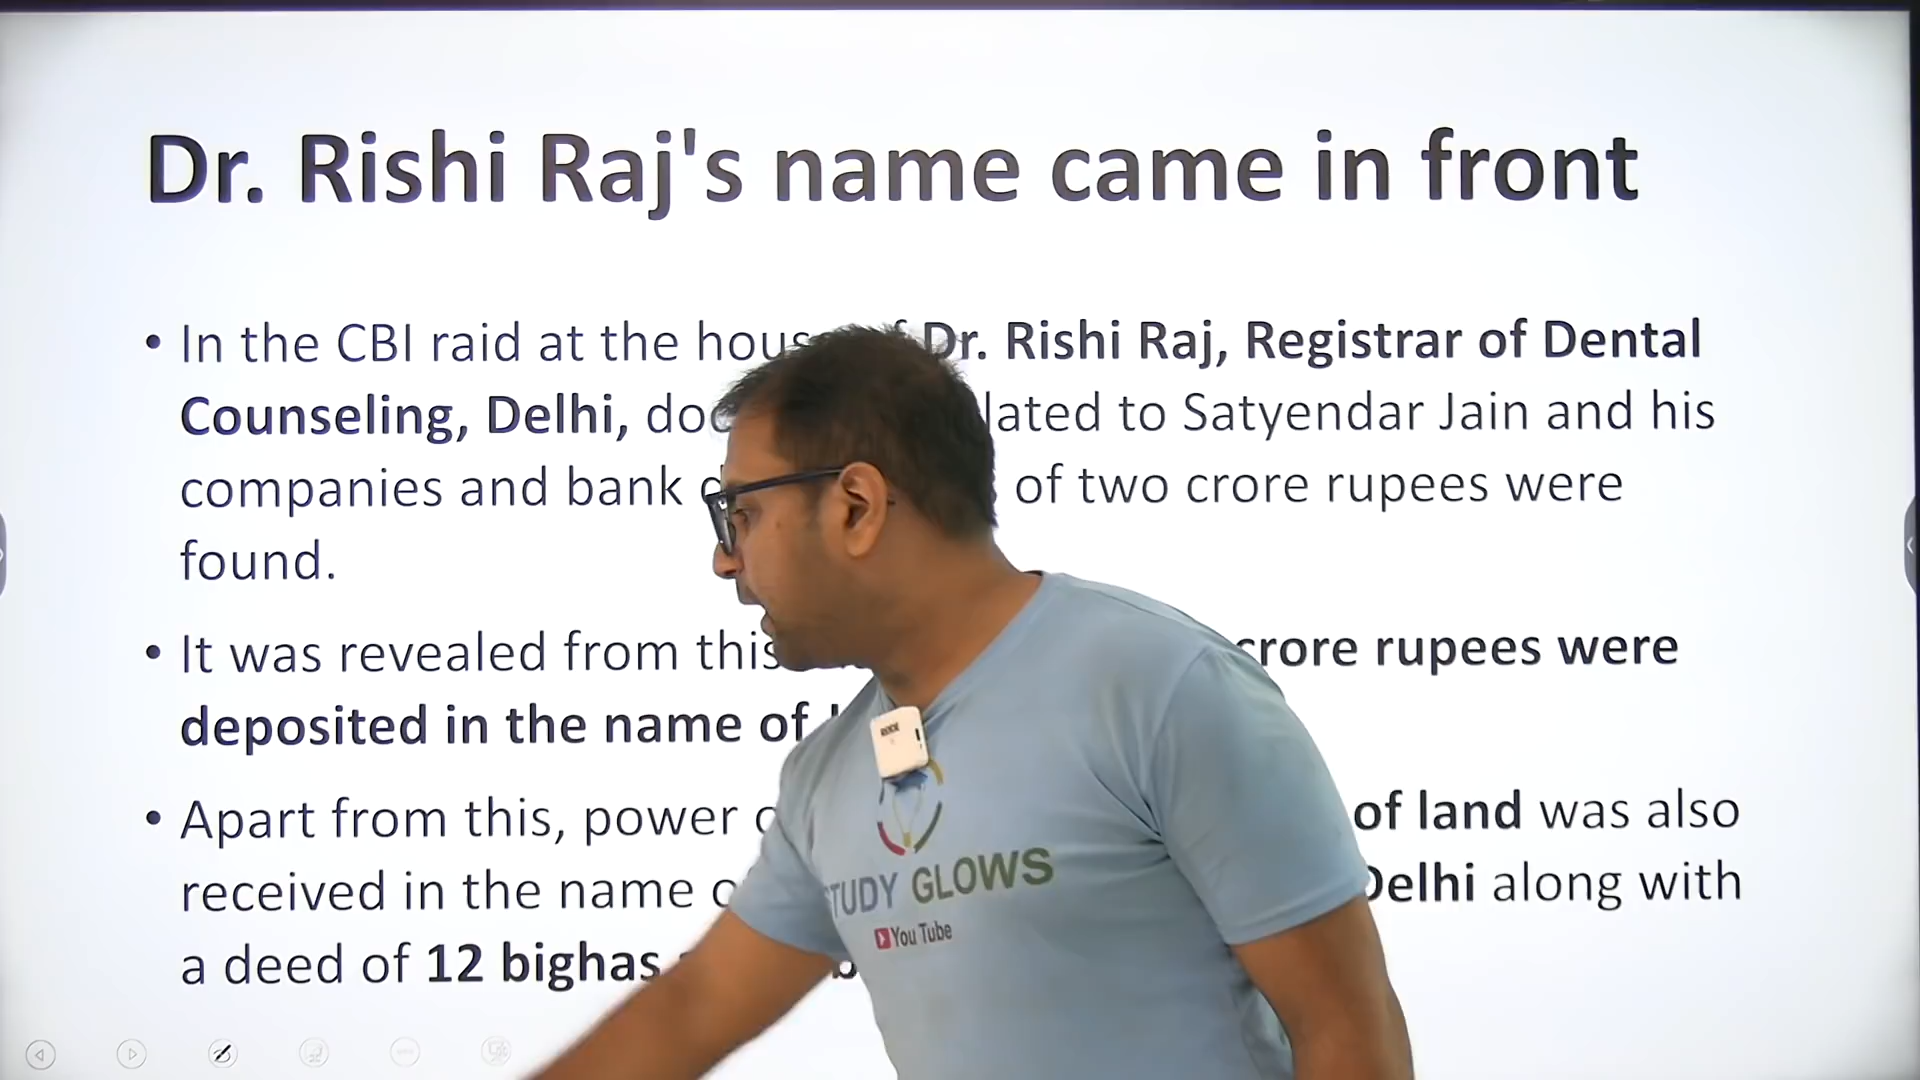 Dr. Rishi Raj's name came in front
• In the CBI raid at the house of Dr. Rishi Raj, Registrar of Dental
Counseling, Delhi, lated to Satyendar Jain and his
companies and bank of two crore rupees were
found.
• It was revealed from this crore rupees were
deposited in the name of
• Apart from this, power of land was also
received in the name Delhi along with
a deed of 12 bighas
RODE
STUDY GLOWS
You Tube